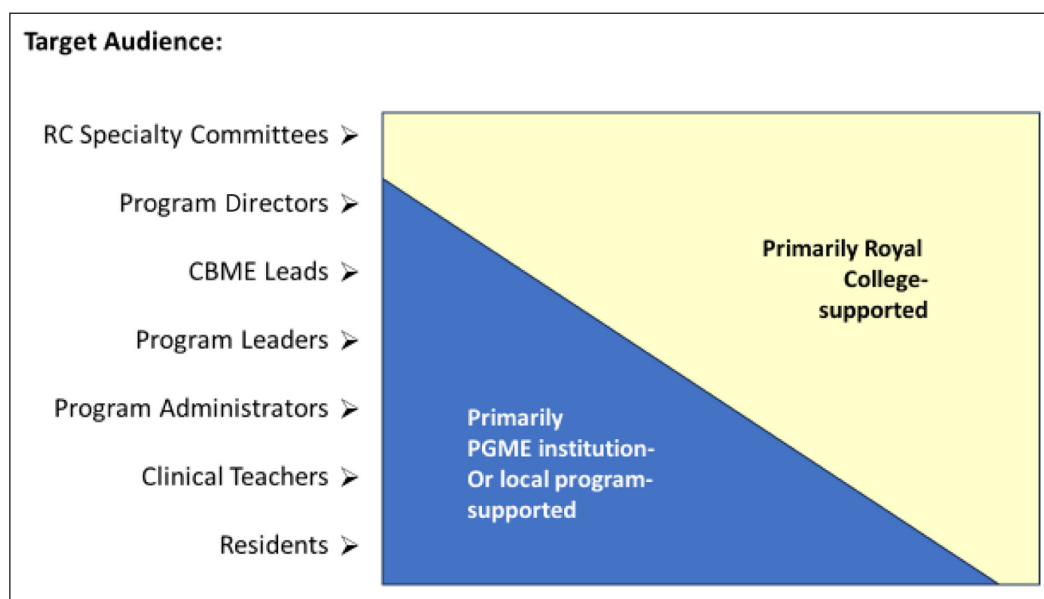 Target Audience:
RC Specialty Committees ➢
Program Directors ➢
CBME Leads ➢
Program Leaders ➢
Program Administrators ➢
Clinical Teachers ➢
Residents ➢
Primarily Royal
College-
supported
Primarily
PGME institution-
Or local program-
supported